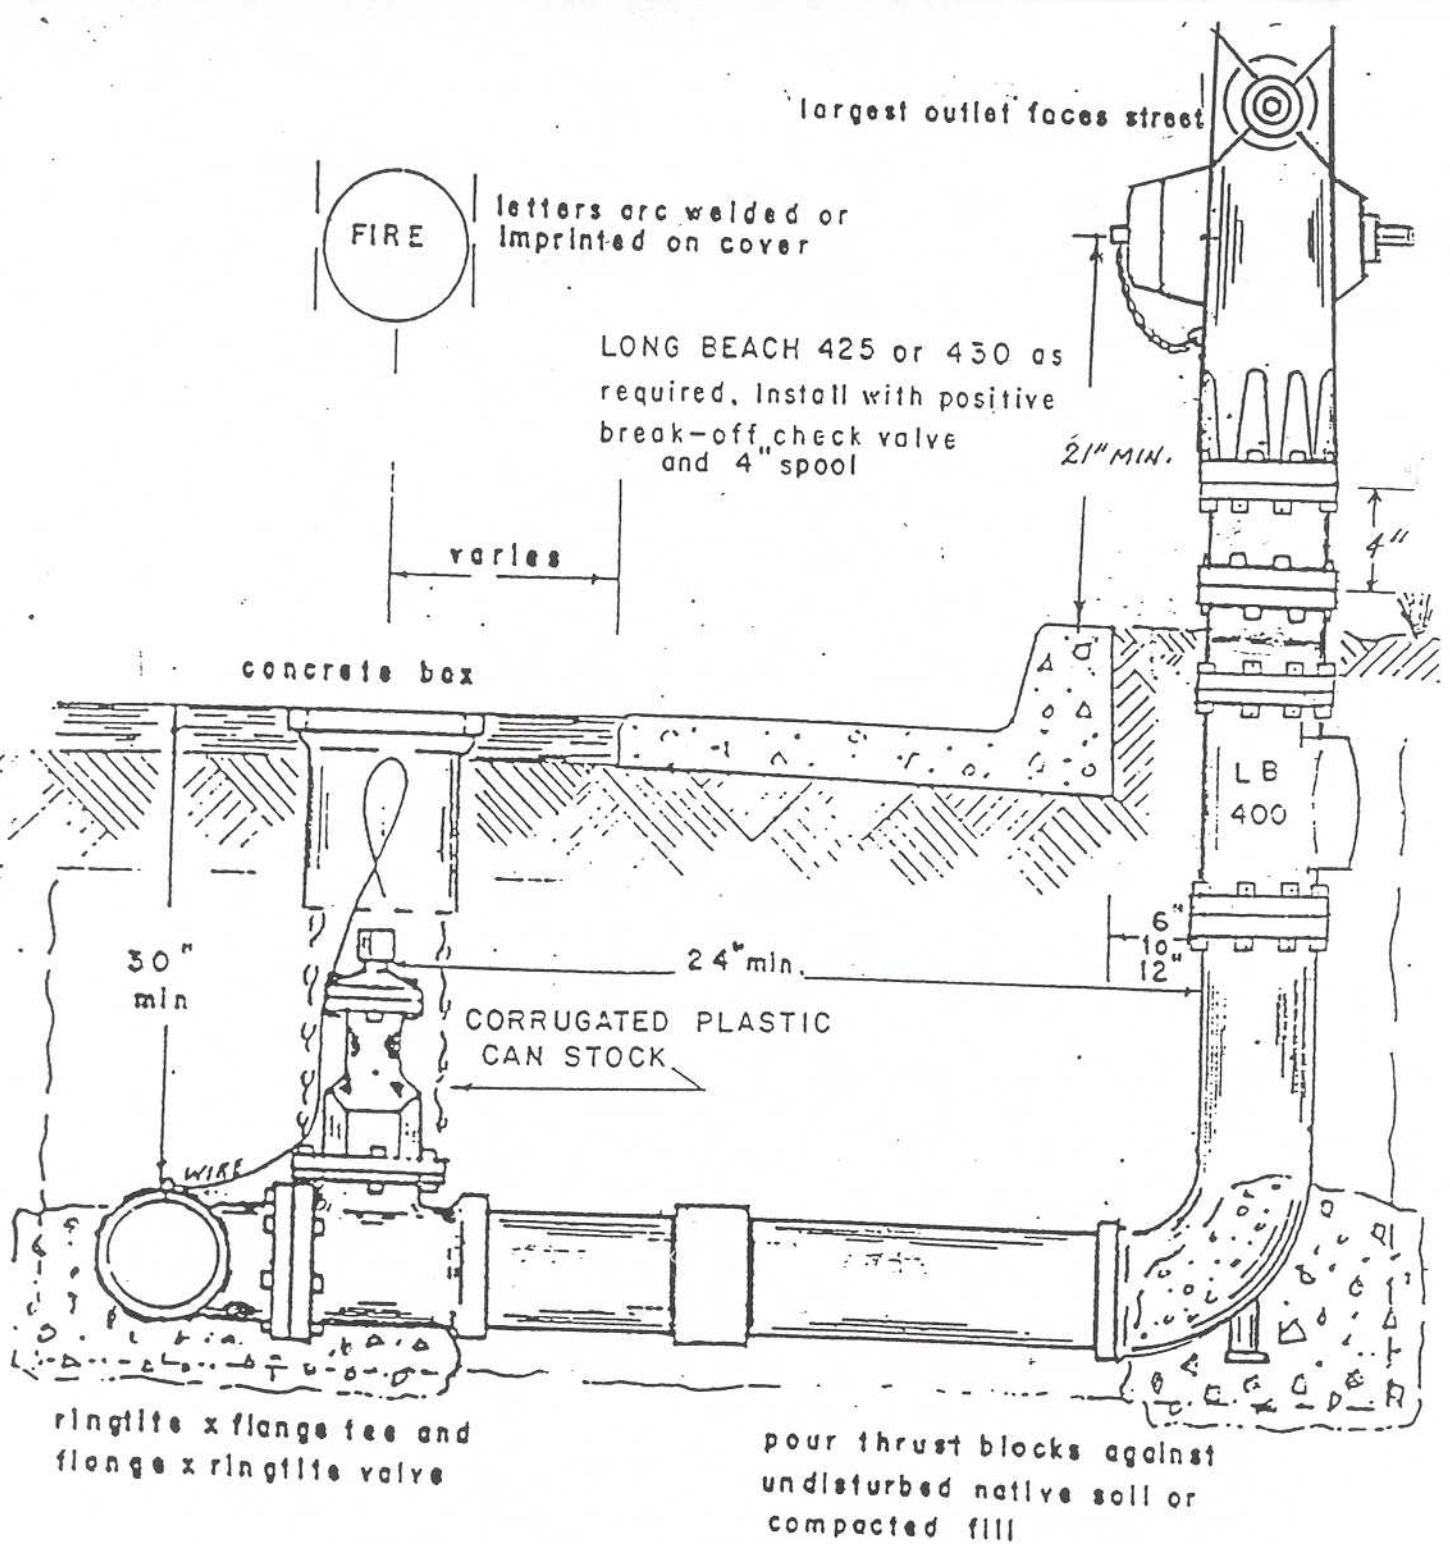 largest outlet faces street
FIRE
letters arc welded or
imprinted on cover
LONG BEACH 425 or 430 as
required. Install with positive
break-off check valve
and 4" spool
21" MIN.
4"
varies
concrete box
LB
400
6"
10
12"
30"
min
24" min.
CORRUGATED PLASTIC
CAN STOCK
WIRE
ringtite x flange tee and
flange x ringtite valve
pour thrust blocks against
undisturbed native soil or
compacted fill